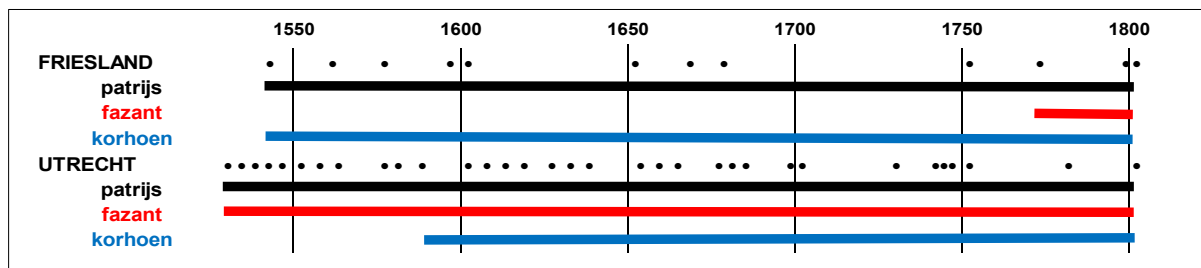 1550 1600 1650 1700 1750 1800
FRIESLAND
patrijs
fazant
korhoen
UTRECHT
patrijs
fazant
korhoen